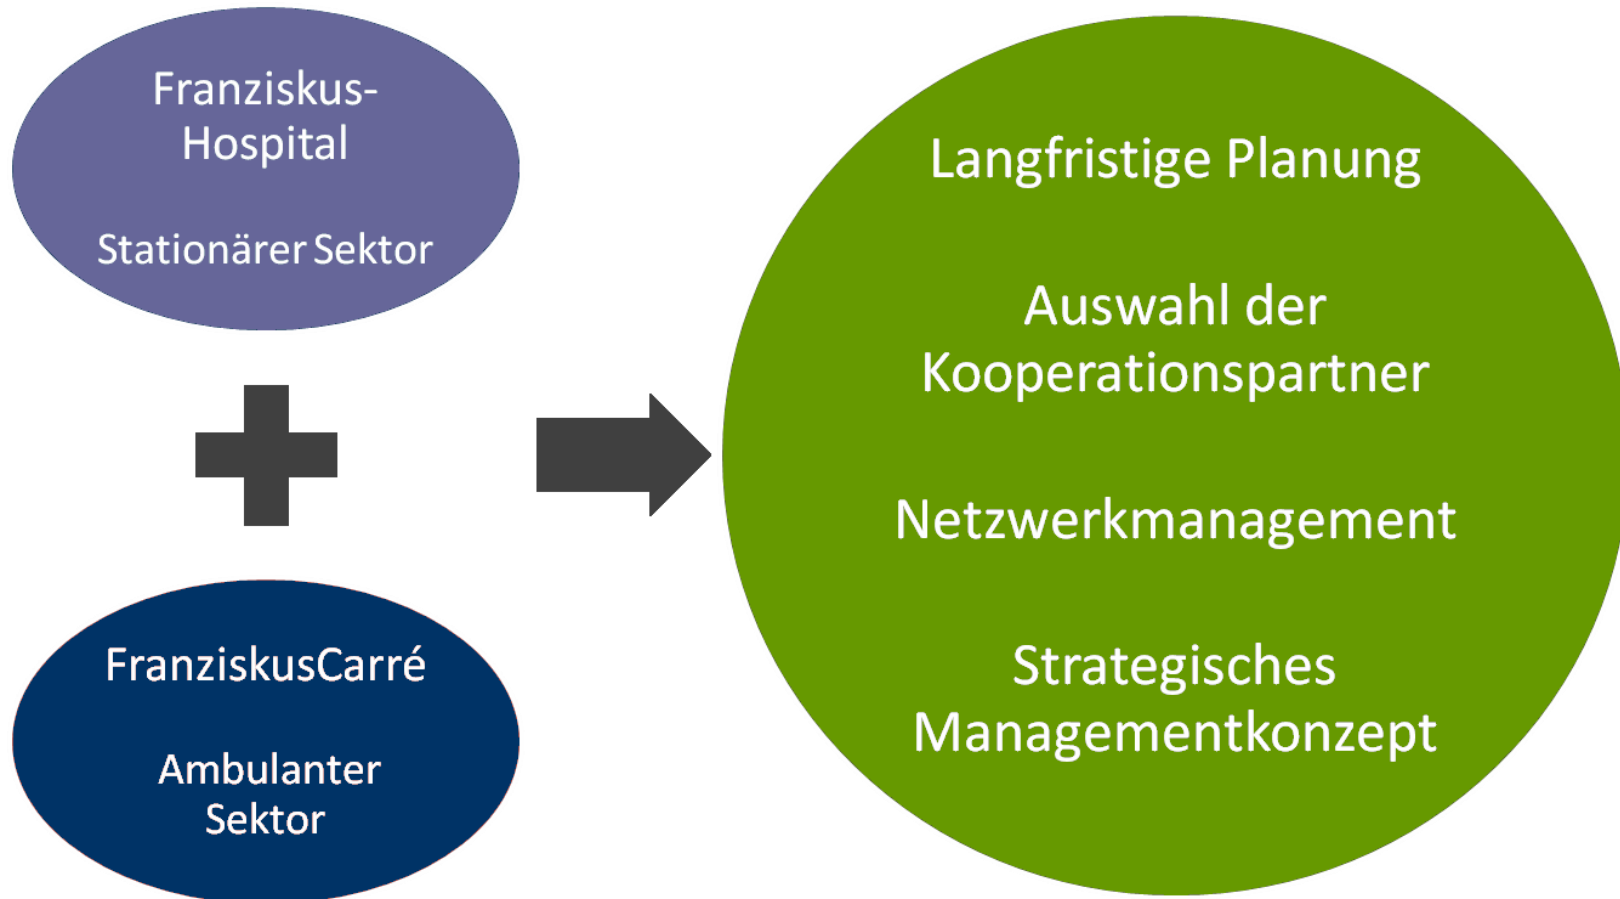 Franziskus-
Hospital
Stationärer Sektor
FranziskusCarré
Ambulanter
Sektor
Langfristige Planung
Auswahl der
Kooperationspartner
Netzwerkmanagement
Strategisches
Managementkonzept